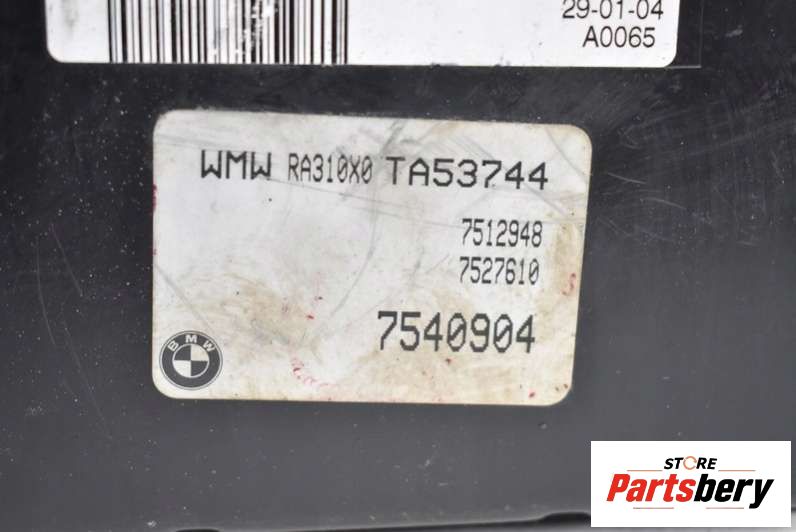 29-01-04
A0065
WMW RA310X0 TA53744
7512948
7527610
7540904
BMW
STORE
Partsbery